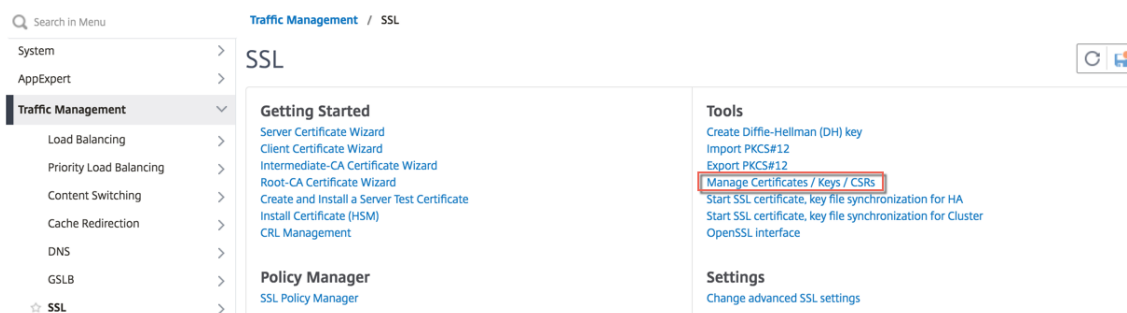 Search in Menu
System
AppExpert
Traffic Management
Load Balancing
Priority Load Balancing
Content Switching
Cache Redirection
DNS
GSLB
SSL
Traffic Management / SSL
SSL
Getting Started
Server Certificate Wizard
Client Certificate Wizard
Intermediate-CA Certificate Wizard
Root-CA Certificate Wizard
Create and Install a Server Test Certificate
Install Certificate (HSM)
CRL Management
Policy Manager
SSL Policy Manager
Tools
Create Diffie-Hellman (DH) key
Import PKCS#12
Export PKCS#12
Manage Certificates / Keys / CSRs
Start SSL certificate, key file synchronization for HA
Start SSL certificate, key file synchronization for Cluster
OpenSSL interface
Settings
Change advanced SSL settings